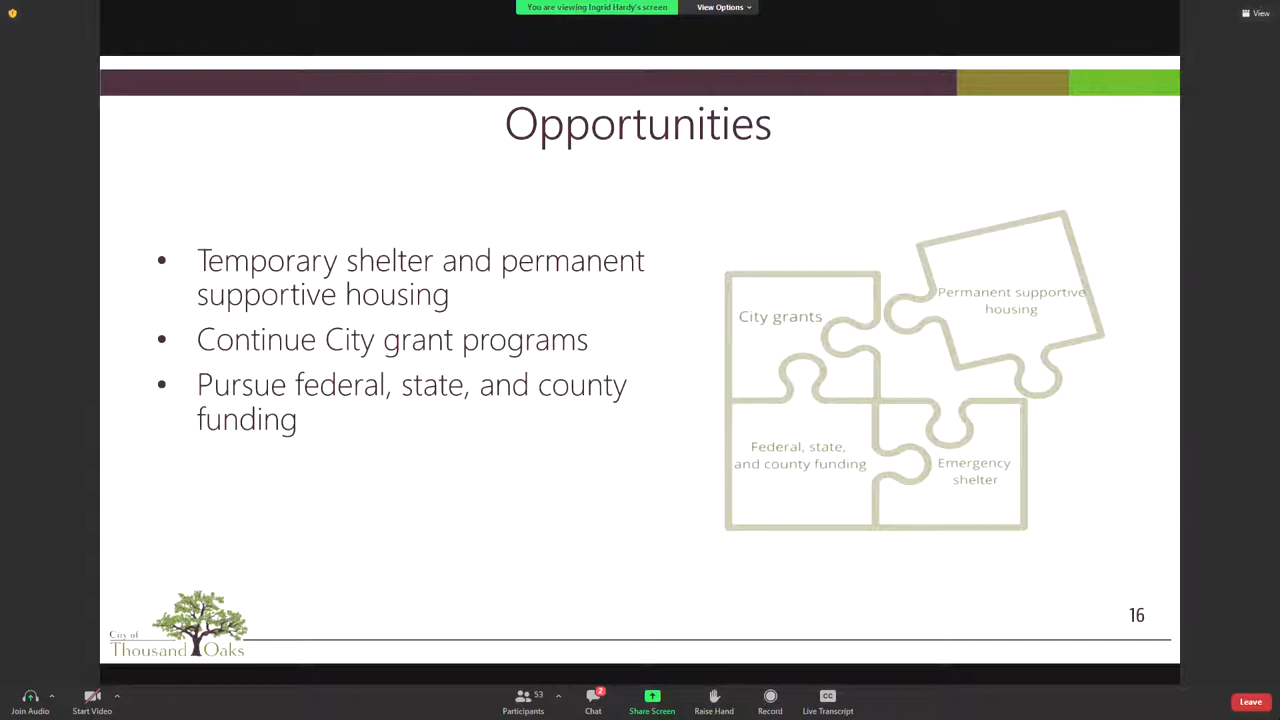 You are viewing Ingrid Hardy's screen
View Options
View
Opportunities
• Temporary shelter and permanent
supportive housing
• Continue City grant programs
• Pursue federal, state, and county
funding
City grants
Permanent supportive
housing
Federal, state,
and county funding
Emergency
shelter
City of
Thousand Oaks
16
Join Audio
Start Video
53
Participants
2
Chat
Share Screen
Raise Hand
Record
CC
Live Transcript
Leave